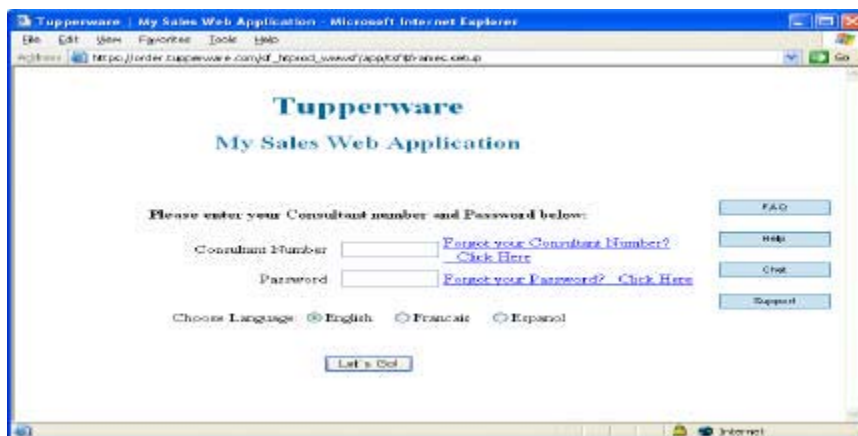 Tupperware | My Sales Web Application - Microsoft Internet Explorer
File Edit View Favorites Tools Help
Address Go
Tupperware
My Sales Web Application
Please enter your Consultant number and Password below:
Consultant Number Forgot your Consultant Number?
Click Here
Password Forgot your Password? Click Here
Choose Language English Francais Espanol
Let's Go!
FAQ
Help
Chat
Support
Internet